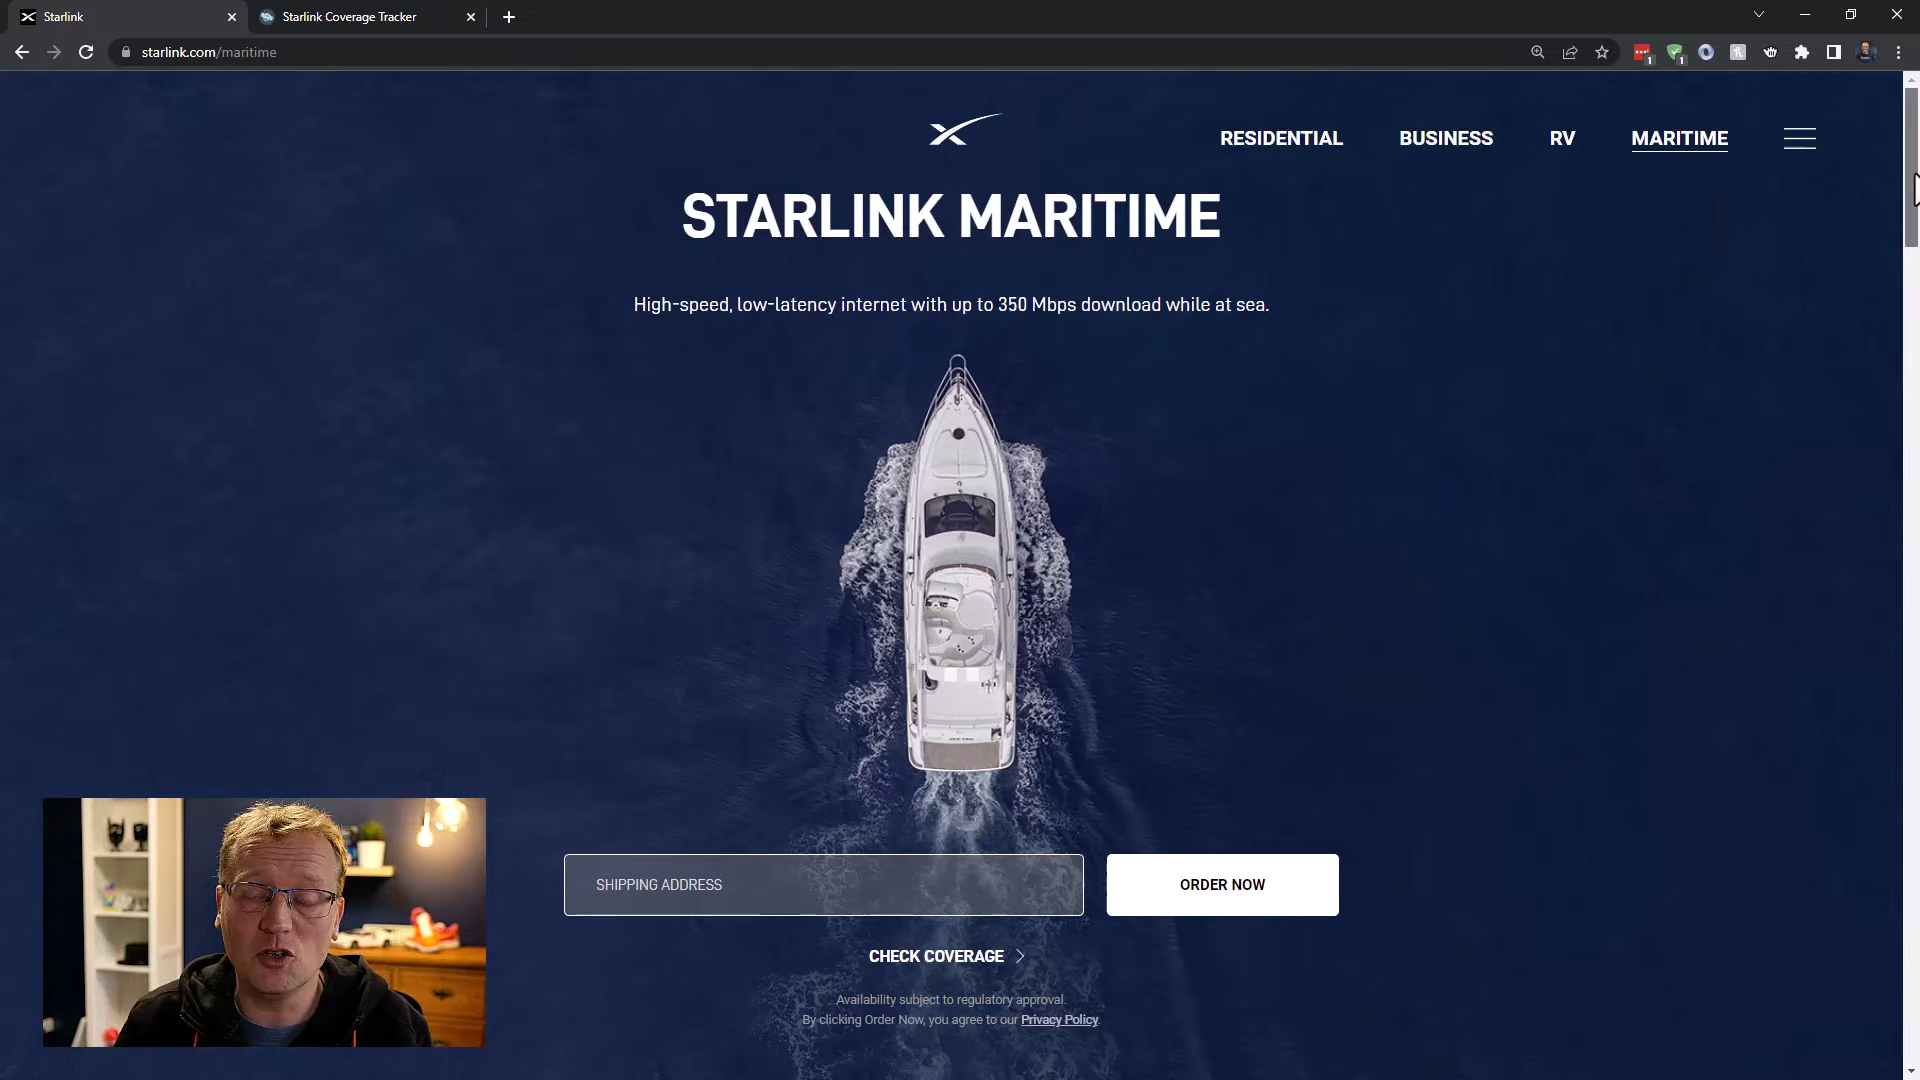 Starlink
Starlink Coverage Tracker
starlink.com/maritime
1
1
RESIDENTIAL
BUSINESS
RV
MARITIME
STARLINK MARITIME
High-speed, low-latency internet with up to 350 Mbps download while at sea.
SHIPPING ADDRESS
ORDER NOW
CHECK COVERAGE
Availability subject to regulatory approval.
By clicking Order Now, you agree to our Privacy Policy.